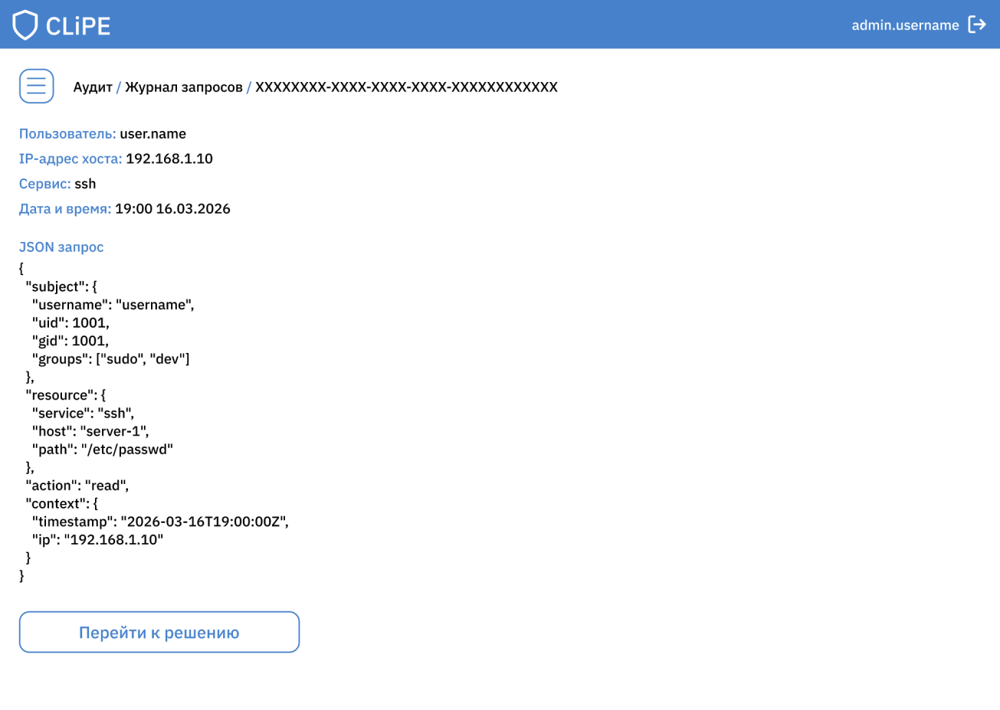 CLiPE
admin.username
Аудит / Журнал запросов / XXXXXXXX-XXXX-XXXX-XXXX-XXXXXXXXXXXX
Пользователь: user.name
IP-адрес хоста: 192.168.1.10
Сервис: ssh
Дата и время: 19:00 16.03.2026
JSON запрос
{
  "subject": {
    "username": "username",
    "uid": 1001,
    "gid": 1001,
    "groups": ["sudo", "dev"]
  },
  "resource": {
    "service": "ssh",
    "host": "server-1",
    "path": "/etc/passwd"
  },
  "action": "read",
  "context": {
    "timestamp": "2026-03-16T19:00:00Z",
    "ip": "192.168.1.10"
  }
}
Перейти к решению